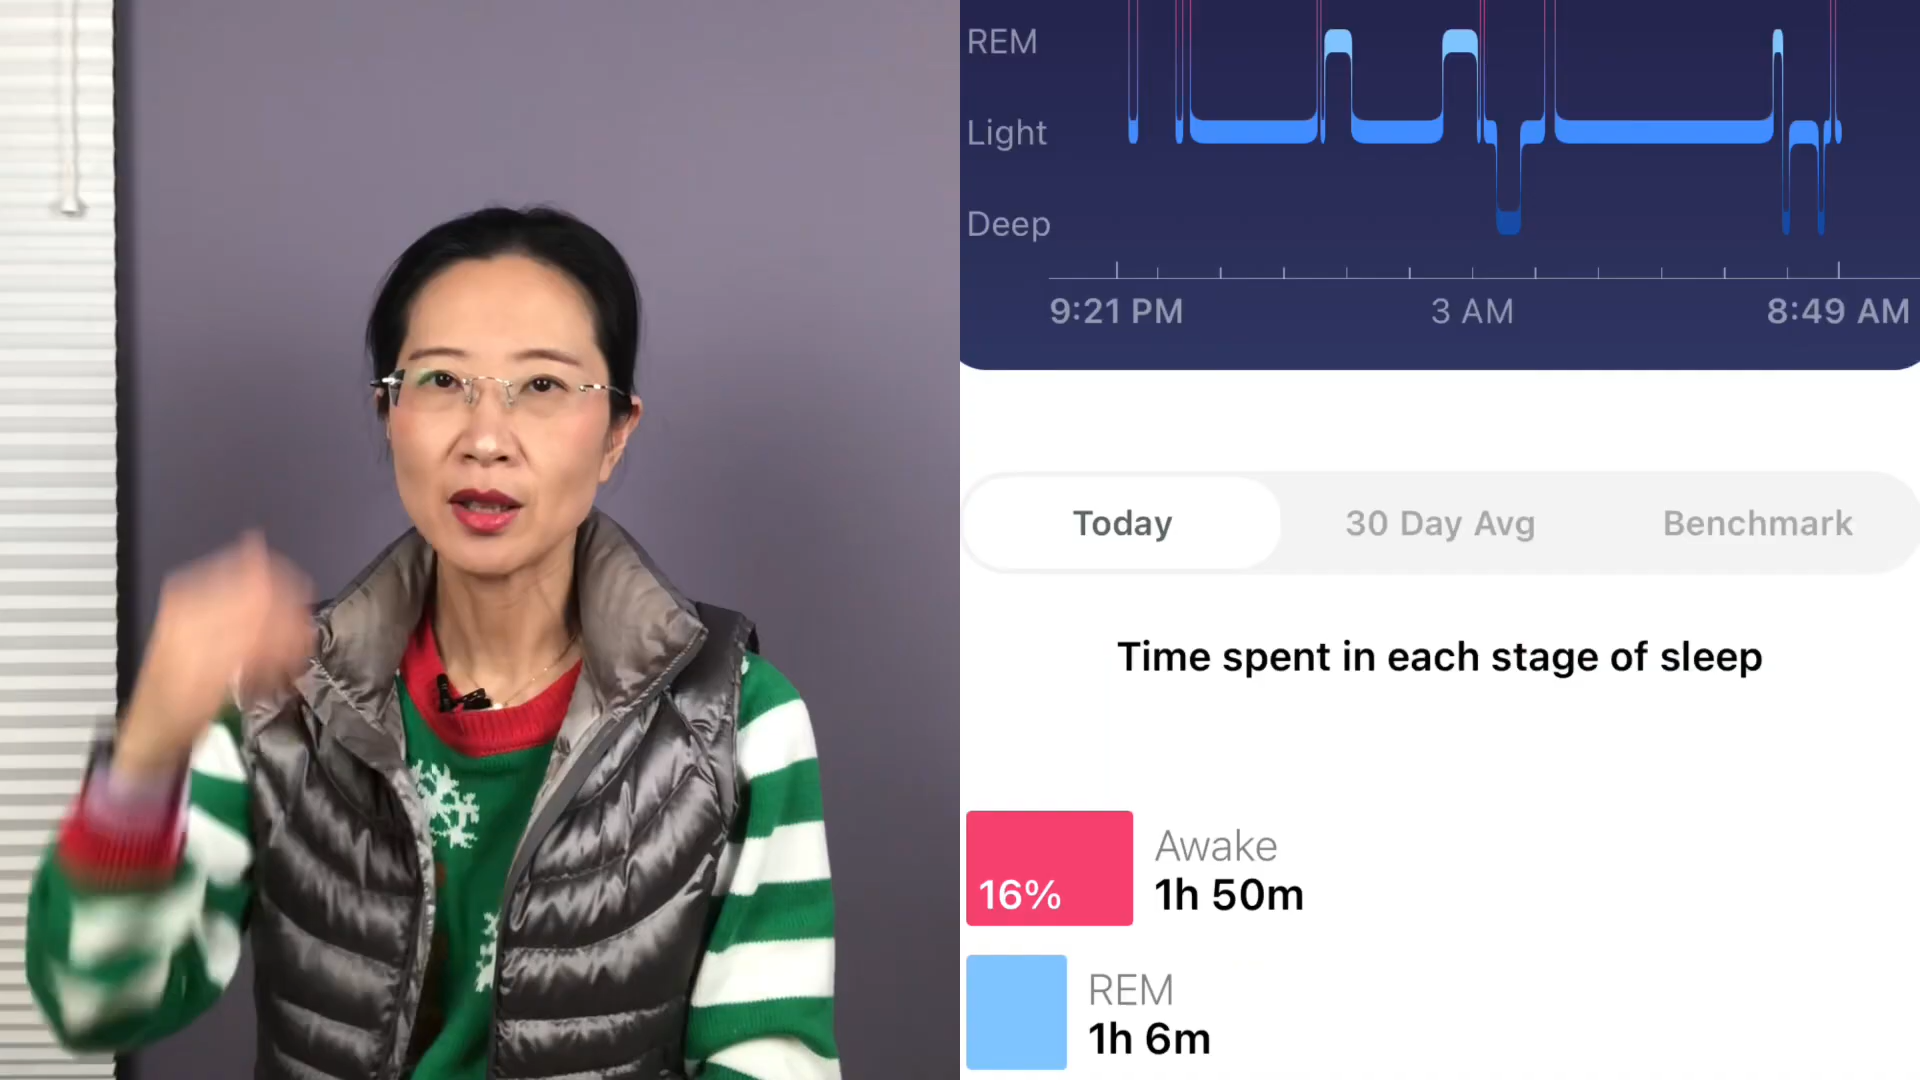 REM
Light
Deep
9:21 PM 3 AM 8:49 AM
Today 30 Day Avg Benchmark
Time spent in each stage of sleep
16%
Awake
1h 50m
REM
1h 6m